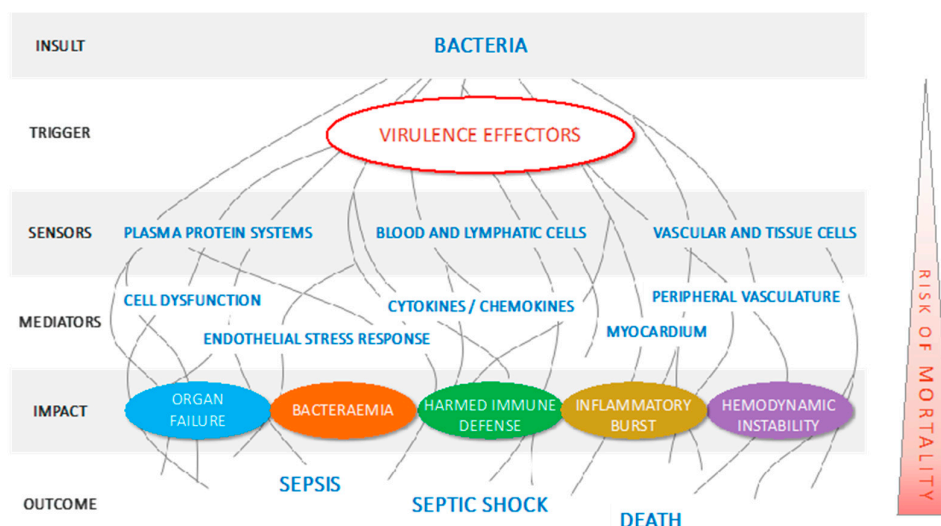 INSULT
BACTERIA
TRIGGER
VIRULENCE EFFECTORS
SENSORS
PLASMA PROTEIN SYSTEMS
BLOOD AND LYMPHATIC CELLS
VASCULAR AND TISSUE CELLS
MEDIATORS
CELL DYSFUNCTION
CYTOKINES / CHEMOKINES
PERIPHERAL VASCULATURE
ENDOTHELIAL STRESS RESPONSE
MYOCARDIUM
IMPACT
ORGAN
FAILURE
BACTERAEMIA
HARMED IMMUNE
DEFENSE
INFLAMMATORY
BURST
HEMODYNAMIC
INSTABILITY
OUTCOME
SEPSIS
SEPTIC SHOCK
DEATH
RISK OF MORTALITY